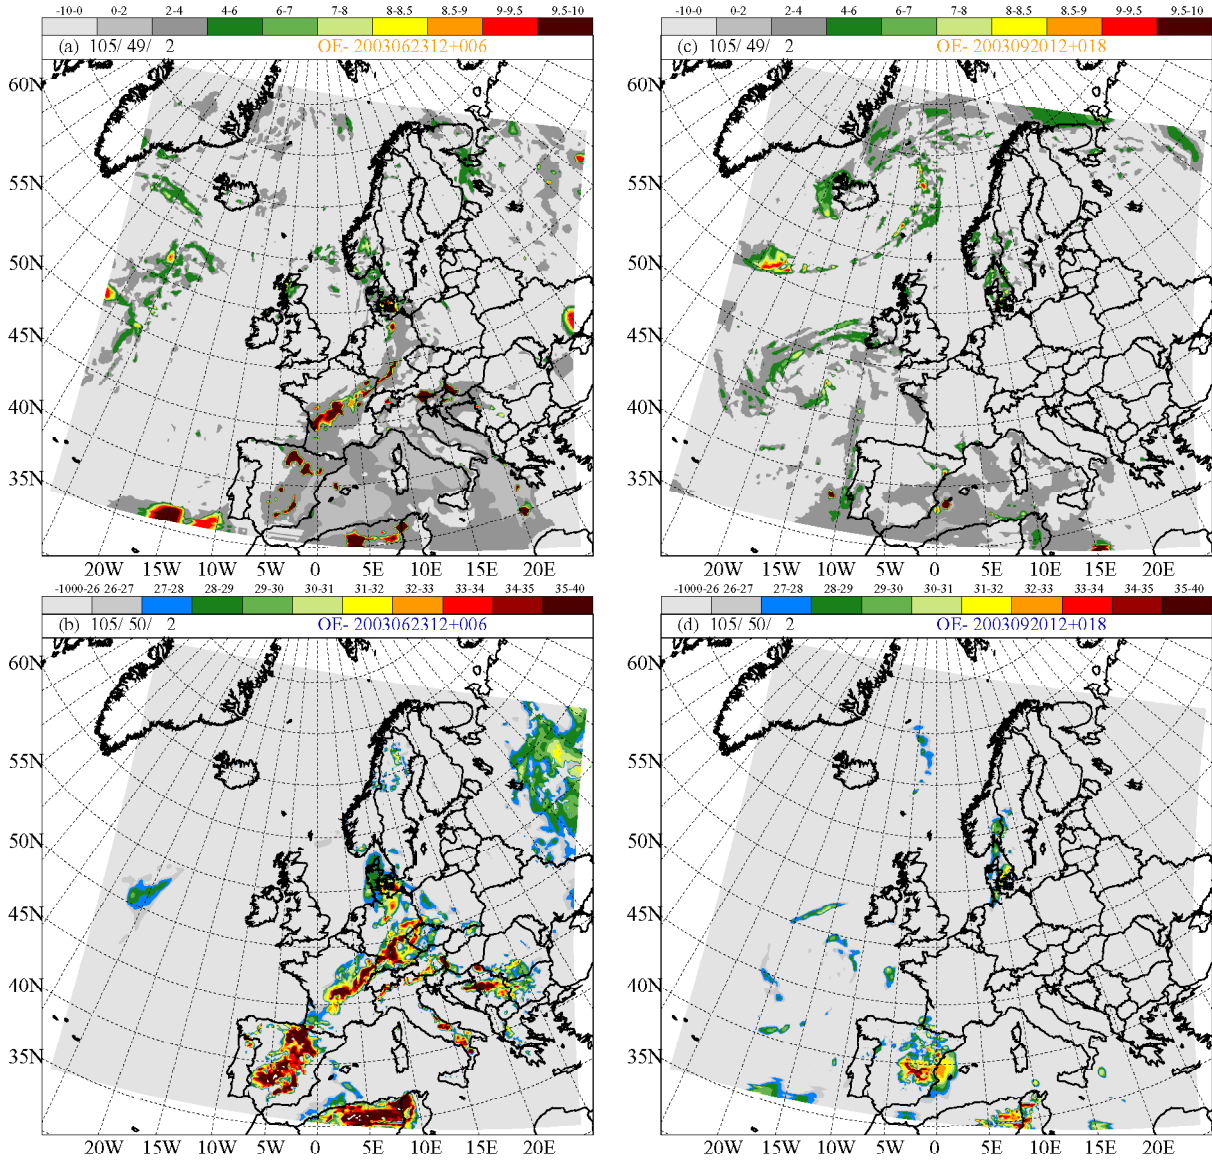 -10-0 0-2 2-4 4-6 6-7 7-8 8-8.5 8.5-9 9-9.5 9.5-10
(a) 105/ 49/ 2 OE- 2003062312+006
60N
55N
50N
45N
40N
35N
20W 15W 10W 5W 0 5E 10E 15E 20E
-10-0 0-2 2-4 4-6 6-7 7-8 8-8.5 8.5-9 9-9.5 9.5-10
(c) 105/ 49/ 2 OE- 2003092012+018
60N
55N
50N
45N
40N
35N
20W 15W 10W 5W 0 5E 10E 15E 20E
-1000-26 26-27 27-28 28-29 29-30 30-31 31-32 32-33 33-34 34-35 35-40
(b) 105/ 50/ 2 OE- 2003062312+006
60N
55N
50N
45N
40N
35N
20W 15W 10W 5W 0 5E 10E 15E 20E
-1000-26 26-27 27-28 28-29 29-30 30-31 31-32 32-33 33-34 34-35 35-40
(d) 105/ 50/ 2 OE- 2003092012+018
60N
55N
50N
45N
40N
35N
20W 15W 10W 5W 0 5E 10E 15E 20E